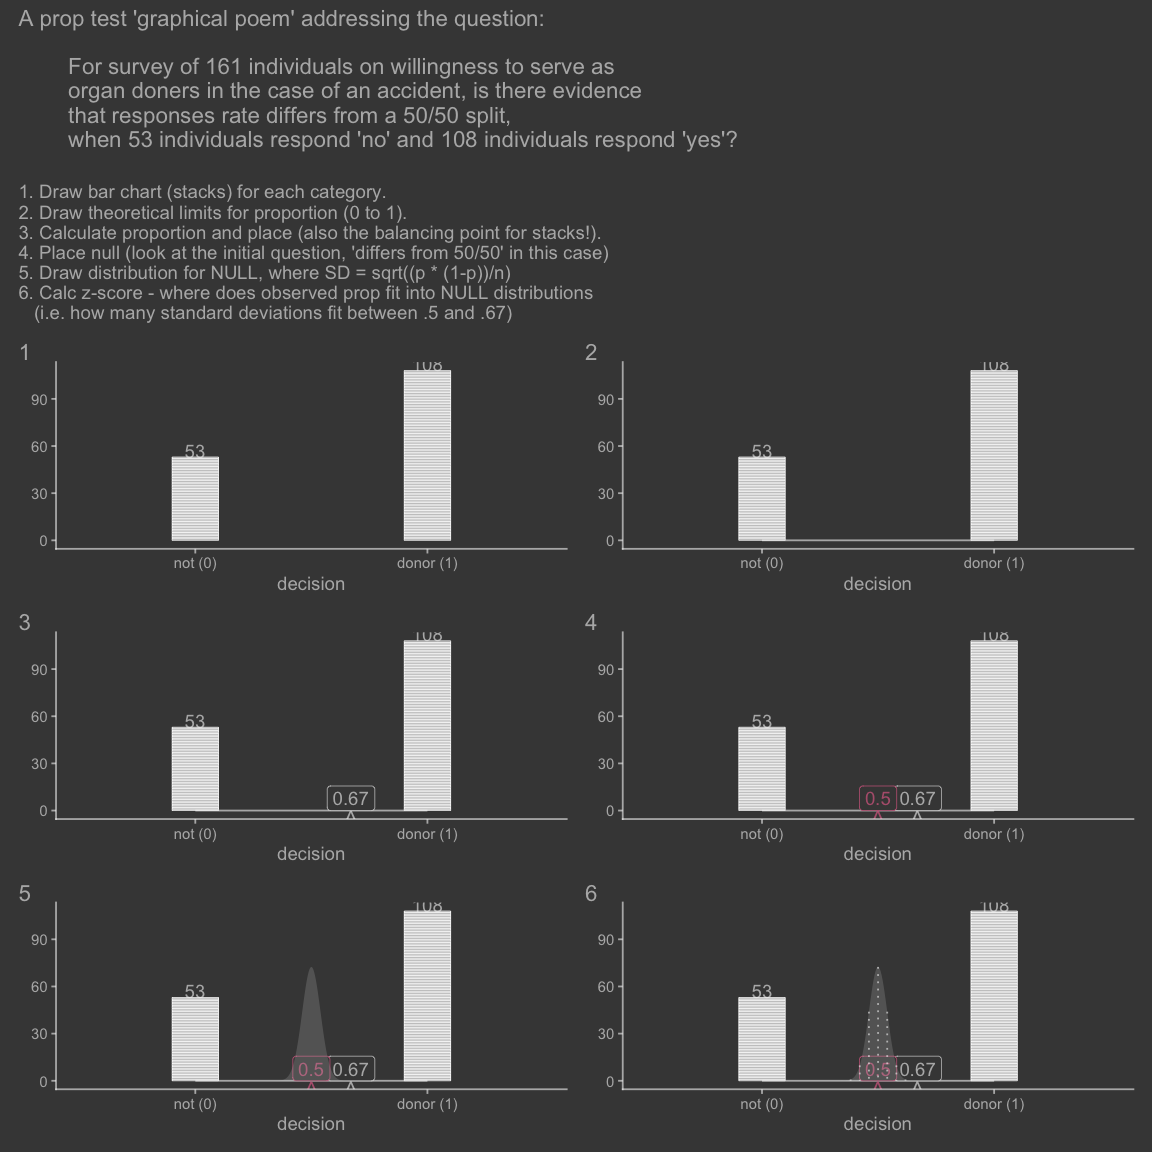 A prop test 'graphical poem' addressing the question:
For survey of 161 individuals on willingness to serve as
organ doners in the case of an accident, is there evidence
that responses rate differs from a 50/50 split,
when 53 individuals respond 'no' and 108 individuals respond 'yes'?
1. Draw bar chart (stacks) for each category.
2. Draw theoretical limits for proportion (0 to 1).
3. Calculate proportion and place (also the balancing point for stacks!).
4. Place null (look at the initial question, 'differs from 50/50' in this case)
5. Draw distribution for NULL, where SD = sqrt((p * (1-p))/n)
6. Calc z-score - where does observed prop fit into NULL distributions
(i.e. how many standard deviations fit between .5 and .67)
1
108
90
60
53
30
0
not (0)
donor (1)
decision
2
108
90
60
53
30
0
not (0)
donor (1)
decision
3
108
90
60
53
30
0.67
0
not (0)
donor (1)
decision
4
108
90
60
53
30
0.5
0.67
0
not (0)
donor (1)
decision
5
108
90
60
53
30
0.5
0.67
0
not (0)
donor (1)
decision
6
108
90
60
53
30
0.5
0.67
0
not (0)
donor (1)
decision